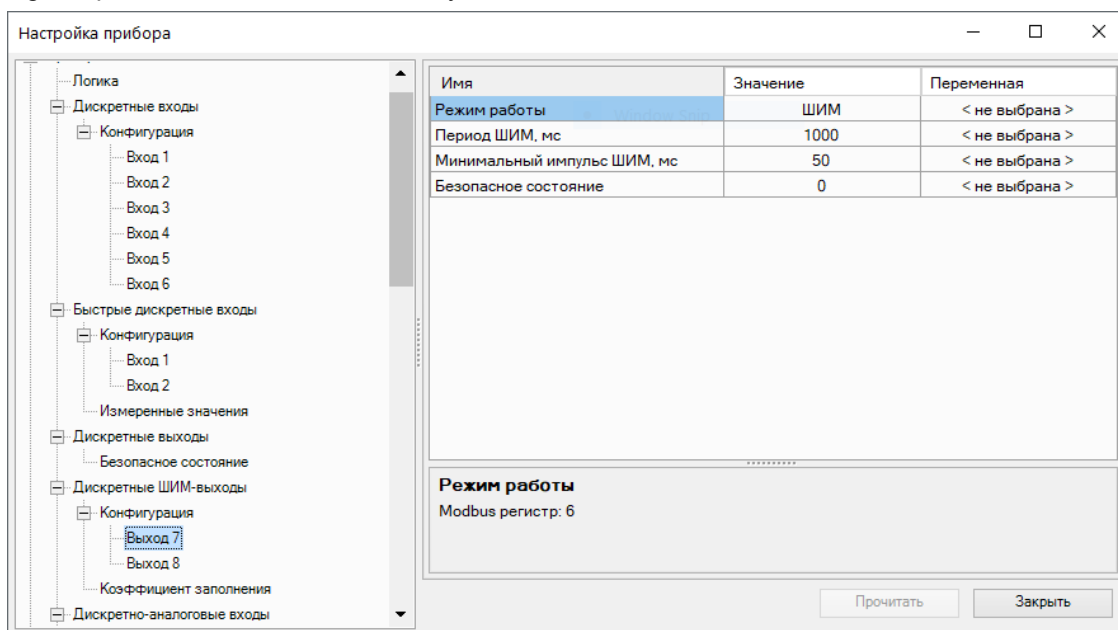 Настройка прибора
Логика
Дискретные входы
Конфигурация
Вход 1
Вход 2
Вход 3
Вход 4
Вход 5
Вход 6
Быстрые дискретные входы
Конфигурация
Вход 1
Вход 2
Измеренные значения
Дискретные выходы
Безопасное состояние
Дискретные ШИМ-выходы
Конфигурация
Выход 7
Выход 8
Коэффициент заполнения
Дискретно-аналоговые входы
Имя Значение Переменная
Режим работы ШИМ < не выбрана >
Период ШИМ, мс 1000 < не выбрана >
Минимальный импульс ШИМ, мс 50 < не выбрана >
Безопасное состояние 0 < не выбрана >
Режим работы
Modbus регистр: 6
Прочитать Закрыть